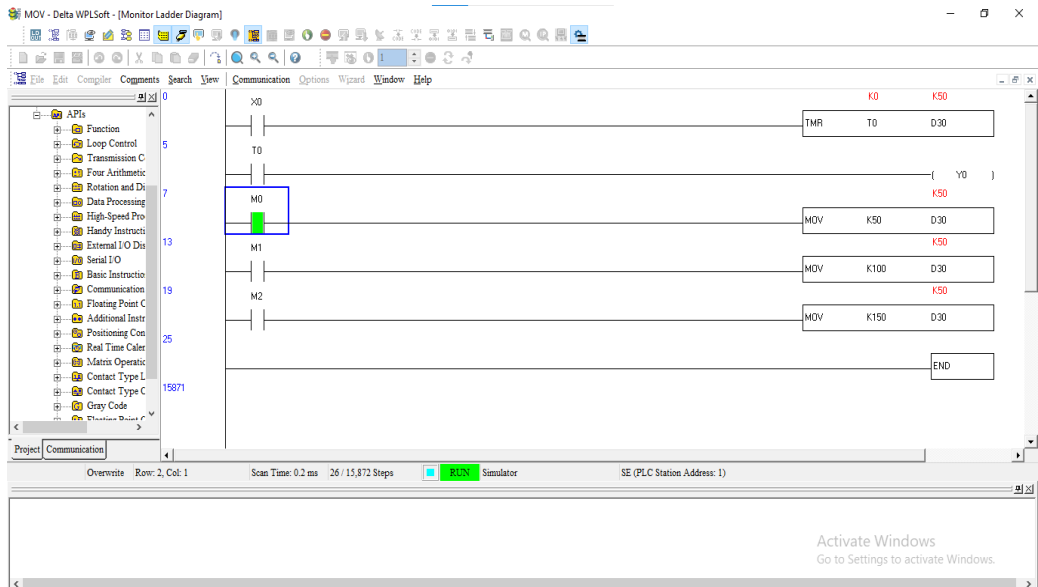 MOV - Delta WPLSoft - [Monitor Ladder Diagram]
1
File Edit Compiler Comments Search View Communication Options Wizard Window Help
APIs
Function
Loop Control
Transmission C
Four Arithmetic
Rotation and Di
Data Processing
High-Speed Pro
Handy Instructi
External I/O Dis
Serial I/O
Basic Instructio
Communication
Floating Point C
Additional Instr
Positioning Con
Real Time Caler
Matrix Operatio
Contact Type L
Contact Type C
Gray Code
Floating Point C
Project Communication
0 X0 K0 K50
TMR T0 D30
5 T0
Y0
7 M0 K50
MOV K50 D30
13 M1 K50
MOV K100 D30
19 M2 K50
MOV K150 D30
25
END
15871
Overwrite Row: 2, Col: 1 Scan Time: 0.2 ms 26 / 15,872 Steps RUN Simulator SE (PLC Station Address: 1)
Activate Windows
Go to Settings to activate Windows.